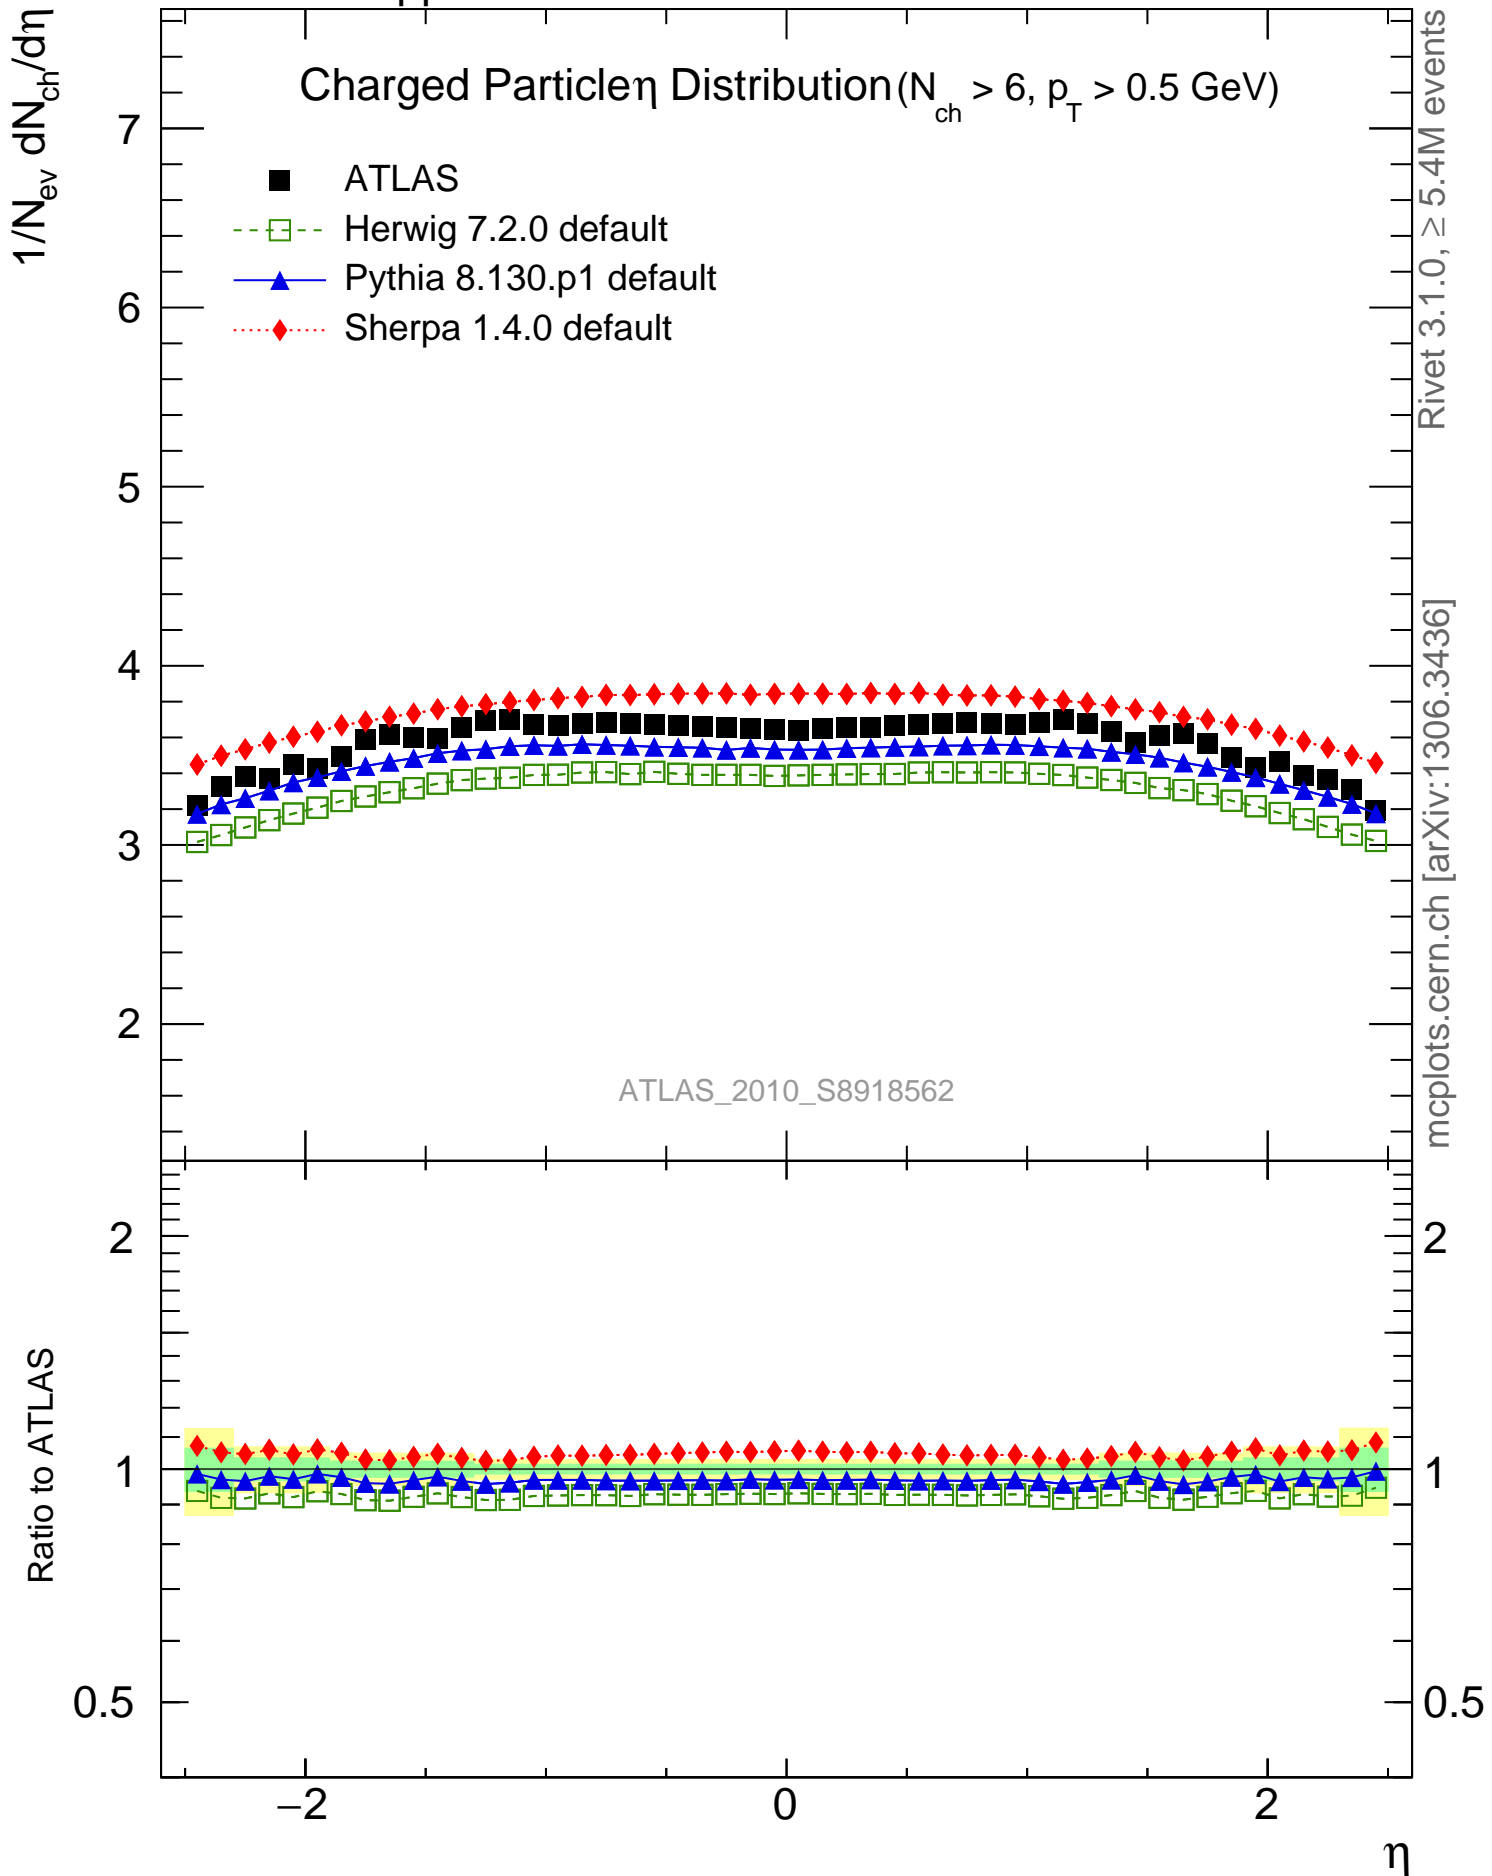 1/N_ev dN_ch/dη
Charged Particleη Distribution(N_ch > 6, p_T > 0.5 GeV)
ATLAS
Herwig 7.2.0 default
Pythia 8.130.p1 default
Sherpa 1.4.0 default
7
6
5
4
3
2
ATLAS_2010_S8918562
Rivet 3.1.0, ≥ 5.4M events
mcplots.cern.ch [arXiv:1306.3436]
Ratio to ATLAS
2
1
0.5
2
1
0.5
−2
0
2
η